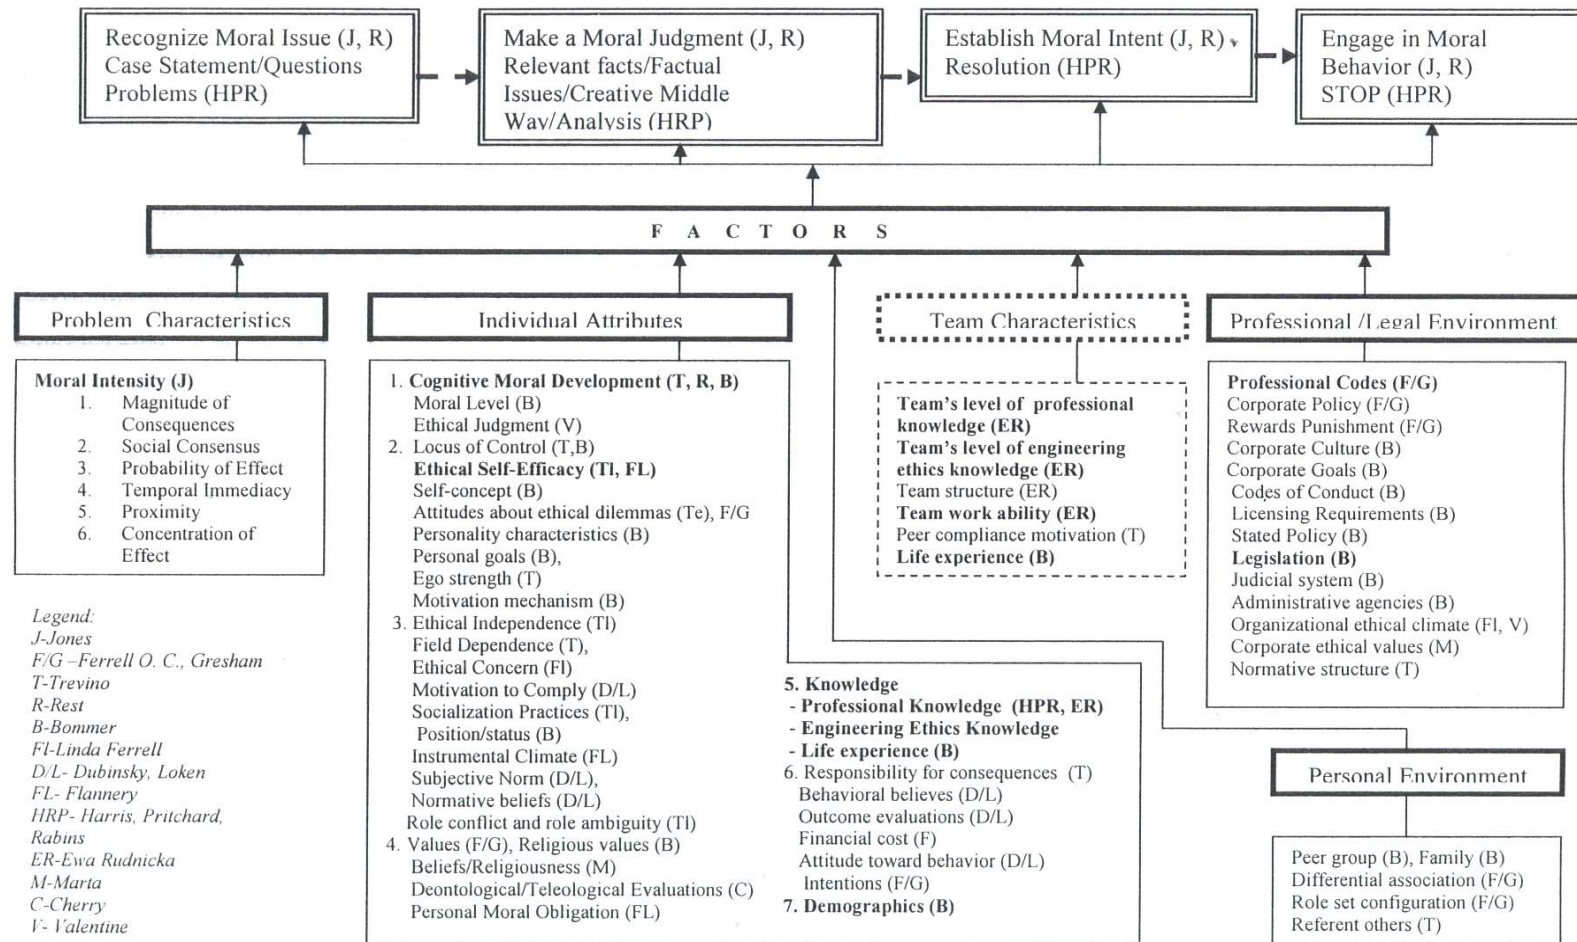 Recognize Moral Issue (J, R)
Case Statement/Questions
Problems (HPR)
Make a Moral Judgment (J, R)
Relevant facts/Factual
Issues/Creative Middle
Way/Analysis (HRP)
Establish Moral Intent (J, R)
Resolution (HPR)
Engage in Moral
Behavior (J, R)
STOP (HPR)
F A C T O R S
Problem Characteristics
Moral Intensity (J)
1. Magnitude of
Consequences
2. Social Consensus
3. Probability of Effect
4. Temporal Immediacy
5. Proximity
6. Concentration of
Effect
Legend:
J-Jones
F/G –Ferrell O. C., Gresham
T-Trevino
R-Rest
B-Bommer
Fl-Linda Ferrell
D/L- Dubinsky, Loken
FL- Flannery
HRP- Harris, Pritchard,
Rabins
ER-Ewa Rudnicka
M-Marta
C-Cherry
V- Valentine
Individual Attributes
1. Cognitive Moral Development (T, R, B)
Moral Level (B)
Ethical Judgment (V)
2. Locus of Control (T,B)
Ethical Self-Efficacy (Tl, FL)
Self-concept (B)
Attitudes about ethical dilemmas (Te), F/G
Personality characteristics (B)
Personal goals (B),
Ego strength (T)
Motivation mechanism (B)
3. Ethical Independence (Tl)
Field Dependence (T),
Ethical Concern (Fl)
Motivation to Comply (D/L)
Socialization Practices (Tl),
Position/status (B)
Instrumental Climate (FL)
Subjective Norm (D/L),
Normative beliefs (D/L)
Role conflict and role ambiguity (Tl)
4. Values (F/G), Religious values (B)
Beliefs/Religiousness (M)
Deontological/Teleological Evaluations (C)
Personal Moral Obligation (FL)
5. Knowledge
- Professional Knowledge (HPR, ER)
- Engineering Ethics Knowledge
- Life experience (B)
6. Responsibility for consequences (T)
Behavioral believes (D/L)
Outcome evaluations (D/L)
Financial cost (F)
Attitude toward behavior (D/L)
Intentions (F/G)
7. Demographics (B)
Team Characteristics
Team's level of professional
knowledge (ER)
Team's level of engineering
ethics knowledge (ER)
Team structure (ER)
Team work ability (ER)
Peer compliance motivation (T)
Life experience (B)
Professional /Legal Environment
Professional Codes (F/G)
Corporate Policy (F/G)
Rewards Punishment (F/G)
Corporate Culture (B)
Corporate Goals (B)
Codes of Conduct (B)
Licensing Requirements (B)
Stated Policy (B)
Legislation (B)
Judicial system (B)
Administrative agencies (B)
Organizational ethical climate (Fl, V)
Corporate ethical values (M)
Normative structure (T)
Personal Environment
Peer group (B), Family (B)
Differential association (F/G)
Role set configuration (F/G)
Referent others (T)